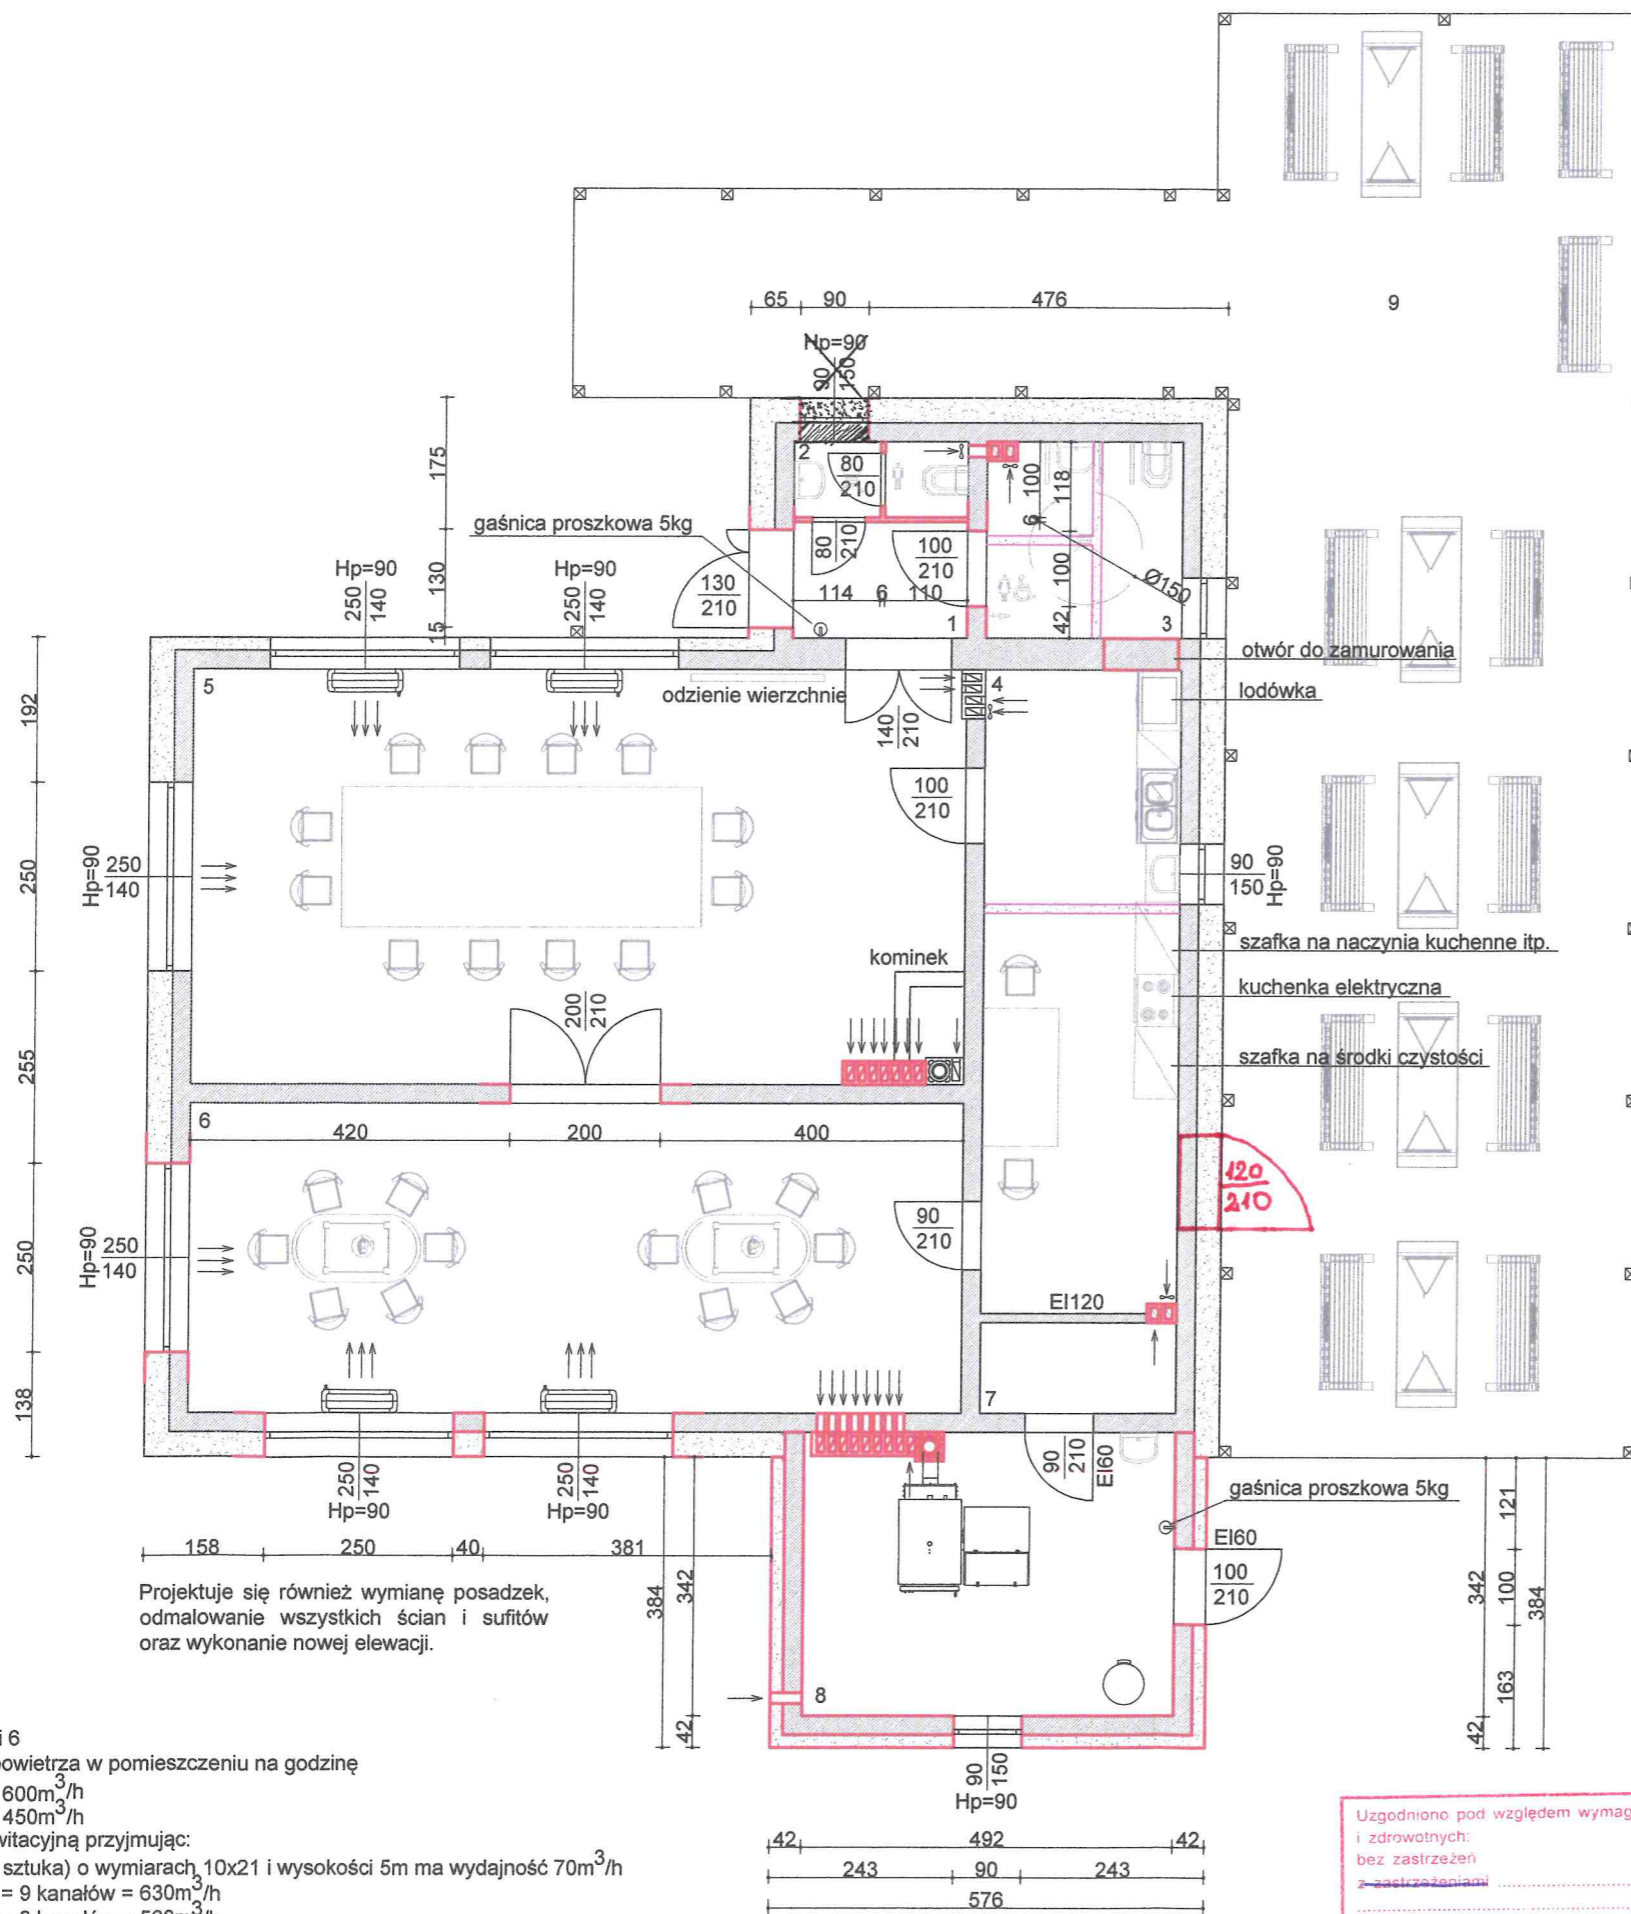 65 90 476
9
Hp=90
90
150
175
130
15
2
80
210
80
210
100
210
114 6 110
1
100
118
6
100
42
Ø150
3
gaśnica proszkowa 5kg
130
210
Hp=90
250
140
Hp=90
250
140
otwór do zamurowania
lodówka
5
odzienie wierzchnie
4
140
210
100
210
192
250
255
250
138
Hp=90
250
140
90
150
Hp=90
szafka na naczynia kuchenne itp.
kominek
kuchenka elektryczna
szafka na środki czystości
200
210
6
420 200 400
120
210
Hp=90
250
140
90
210
EI120
7
250
140
Hp=90
250
140
Hp=90
90
210
EI60
gaśnica proszkowa 5kg
EI60
100
210
121
100
163
342
384
42
158 250 40 381
384
342
42
Projektuje się również wymianę posadzek,
odmalowanie wszystkich ścian i sufitów
oraz wykonanie nowej elewacji.
8
90
150
Hp=90
i 6
powietrza w pomieszczeniu na godzinę
600m³/h
450m³/h
witacyjną przyjmując:
sztuka) o wymiarach 10x21 i wysokości 5m ma wydajność 70m³/h
= 9 kanałów = 630m³/h
42 492 42
243 90 243
576
Uzgodniono pod względem wymag
i zdrowotnych:
bez zastrzeżeń
z zastrzeżeniami